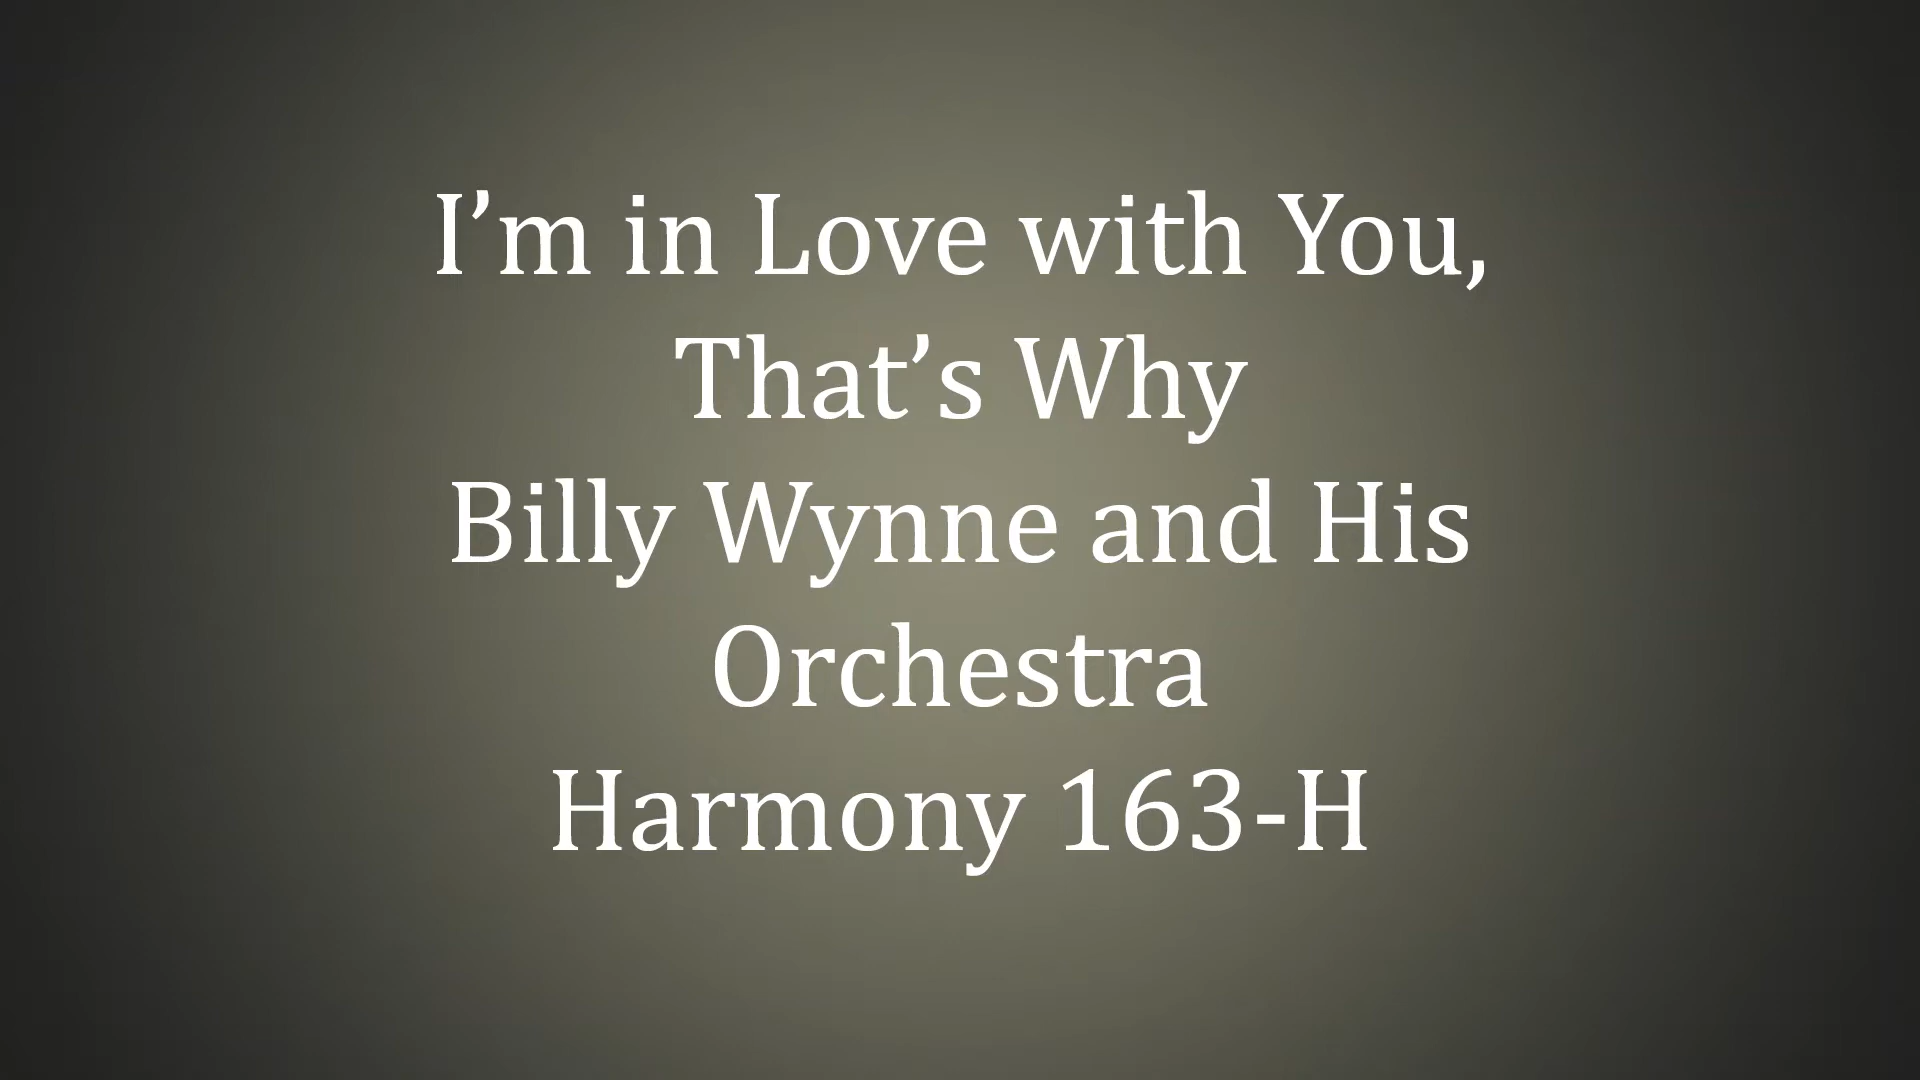 I’m in Love with You,
That’s Why
Billy Wynne and His
Orchestra
Harmony 163-H